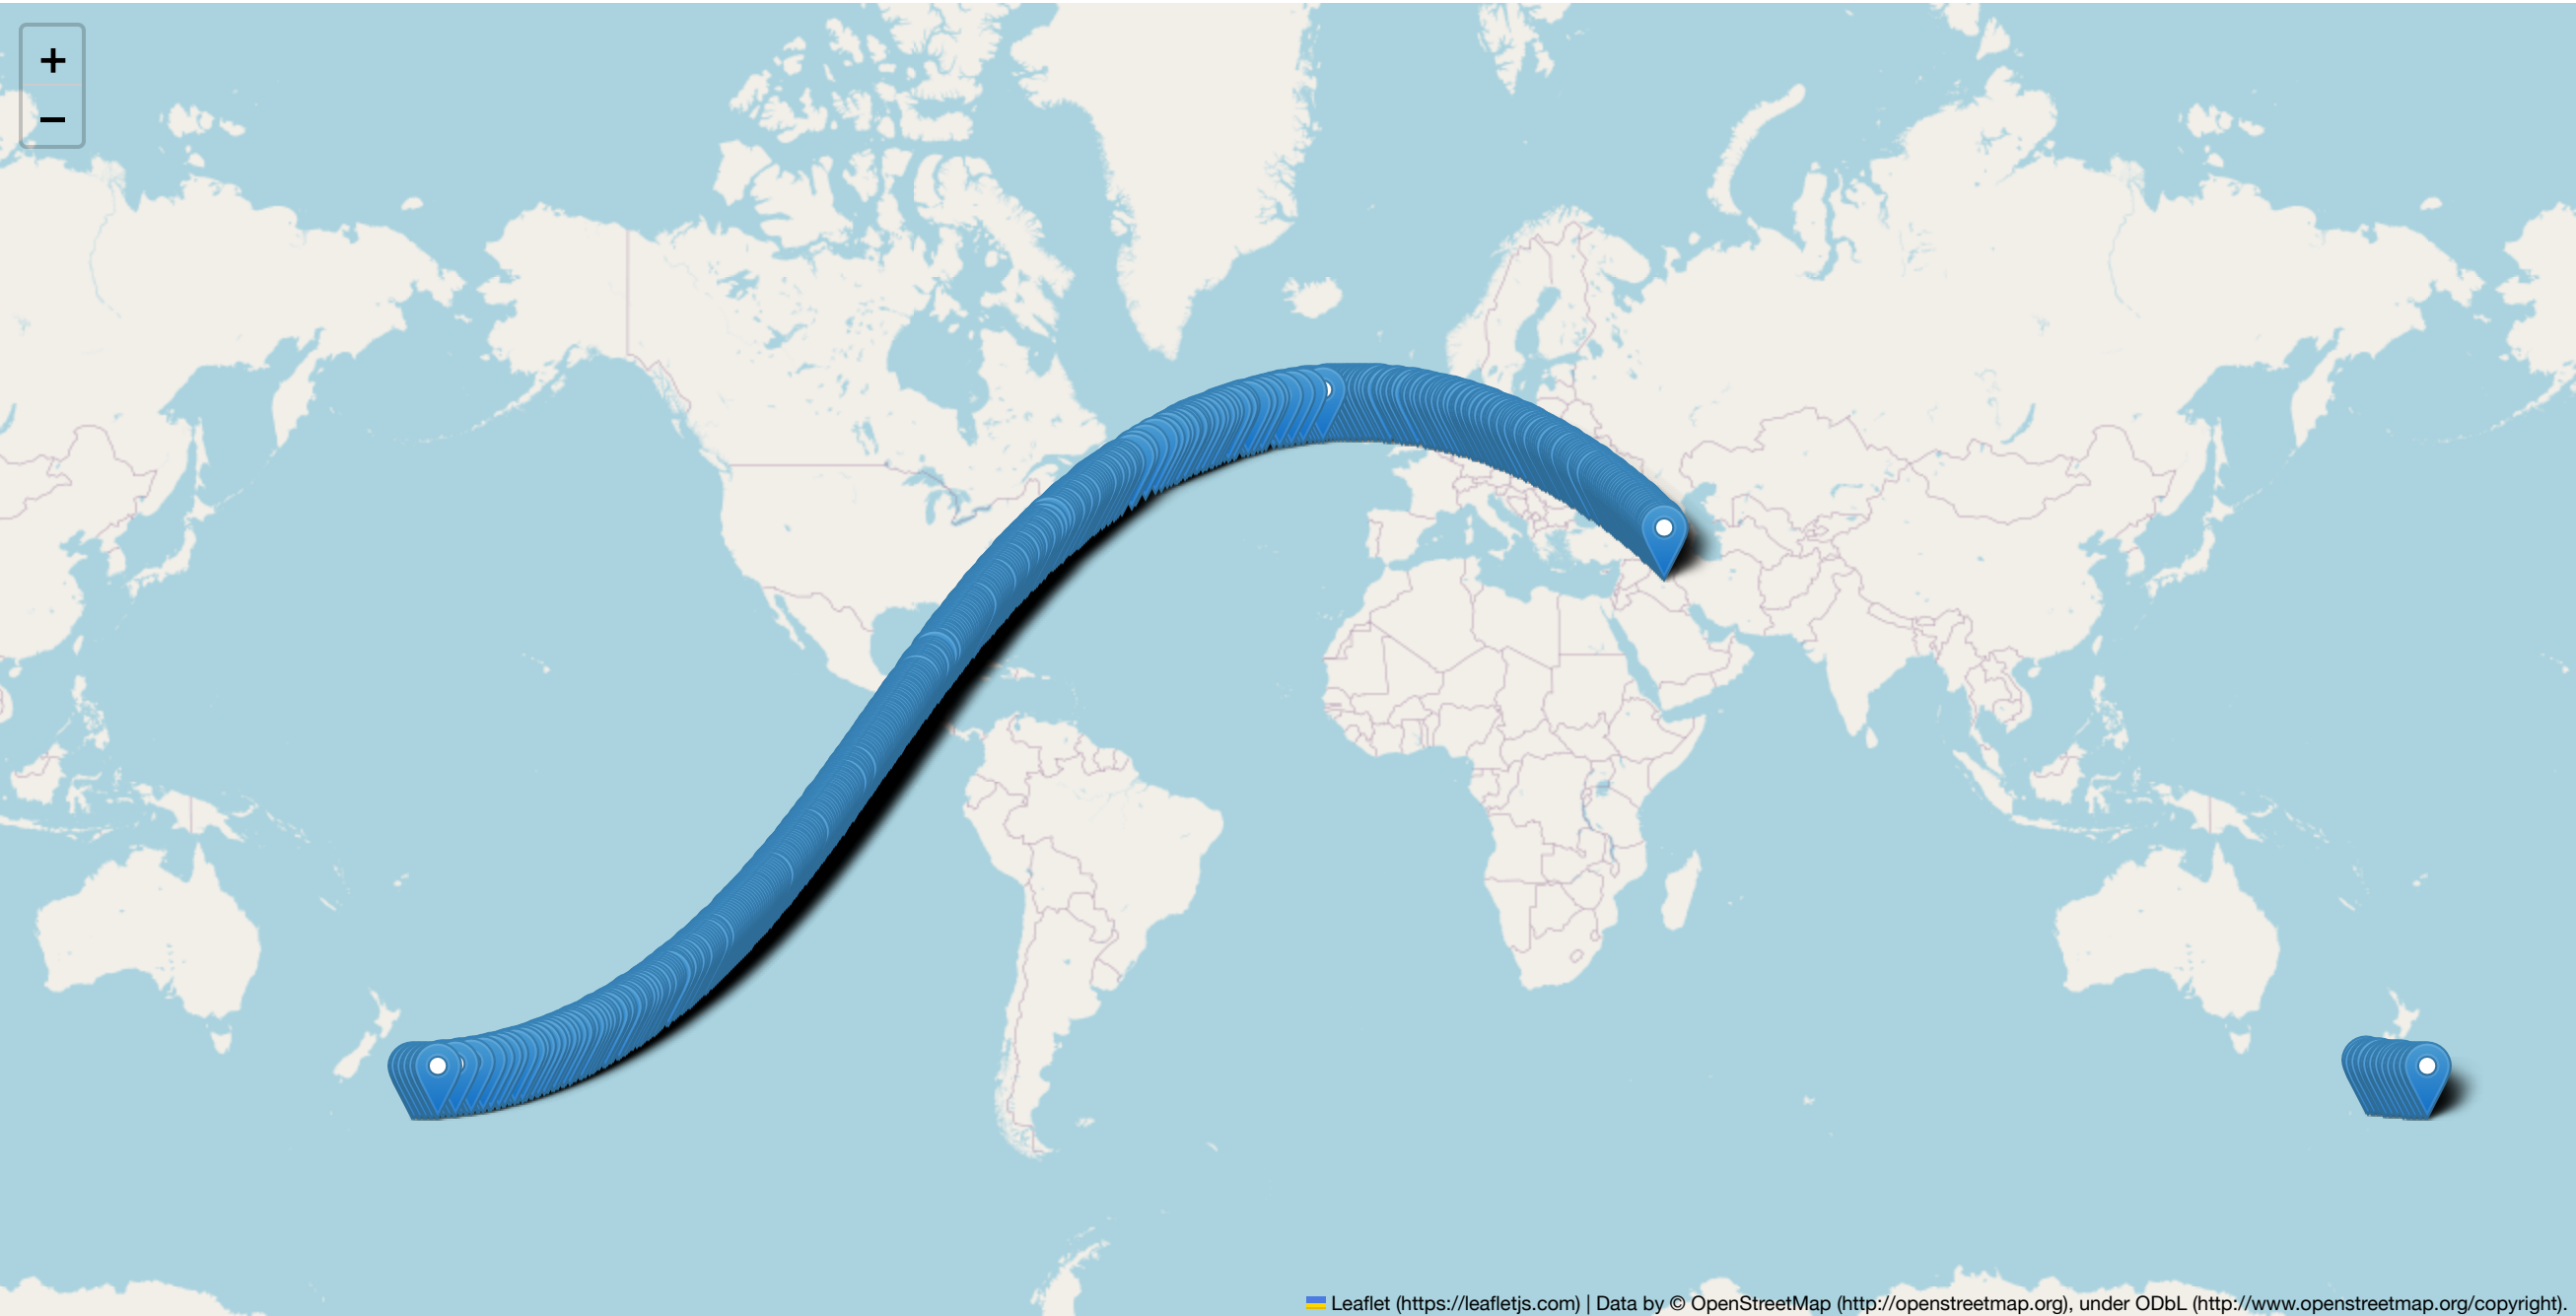 +
−
Leaflet (https://leafletjs.com) | Data by © OpenStreetMap (http://openstreetmap.org), under ODbL (http://www.openstreetmap.org/copyright)